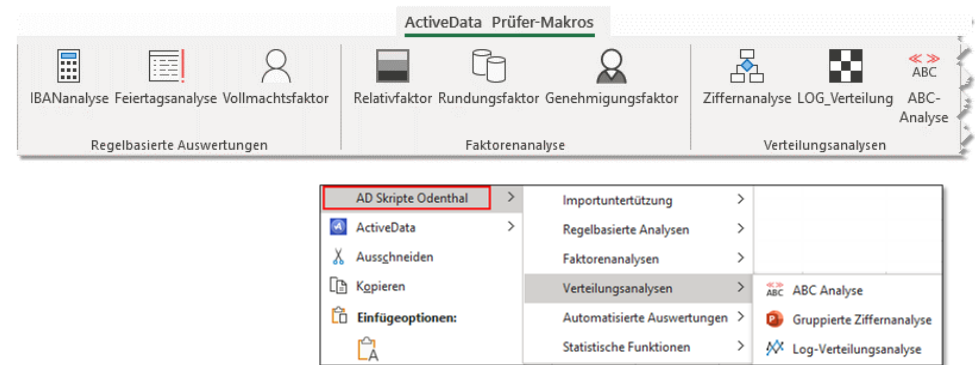 ActiveData Prüfer-Makros
IBANanalyse Feiertagsanalyse Vollmachtsfaktor Relativfaktor Rundungsfaktor Genehmigungsfaktor Ziffernanalyse LOG_Verteilung ABC-Analyse
ABC
Regelbasierte Auswertungen Faktorenanalyse Verteilungsanalysen
AD Skripte Odenthal
ActiveData
Ausschneiden
Kopieren
Einfügeoptionen:
A
Importuntertützung
Regelbasierte Analysen
Faktorenanalysen
Verteilungsanalysen
Automatisierte Auswertungen
Statistische Funktionen
ABC ABC Analyse
P Gruppierte Ziffernanalyse
Log-Verteilungsanalyse